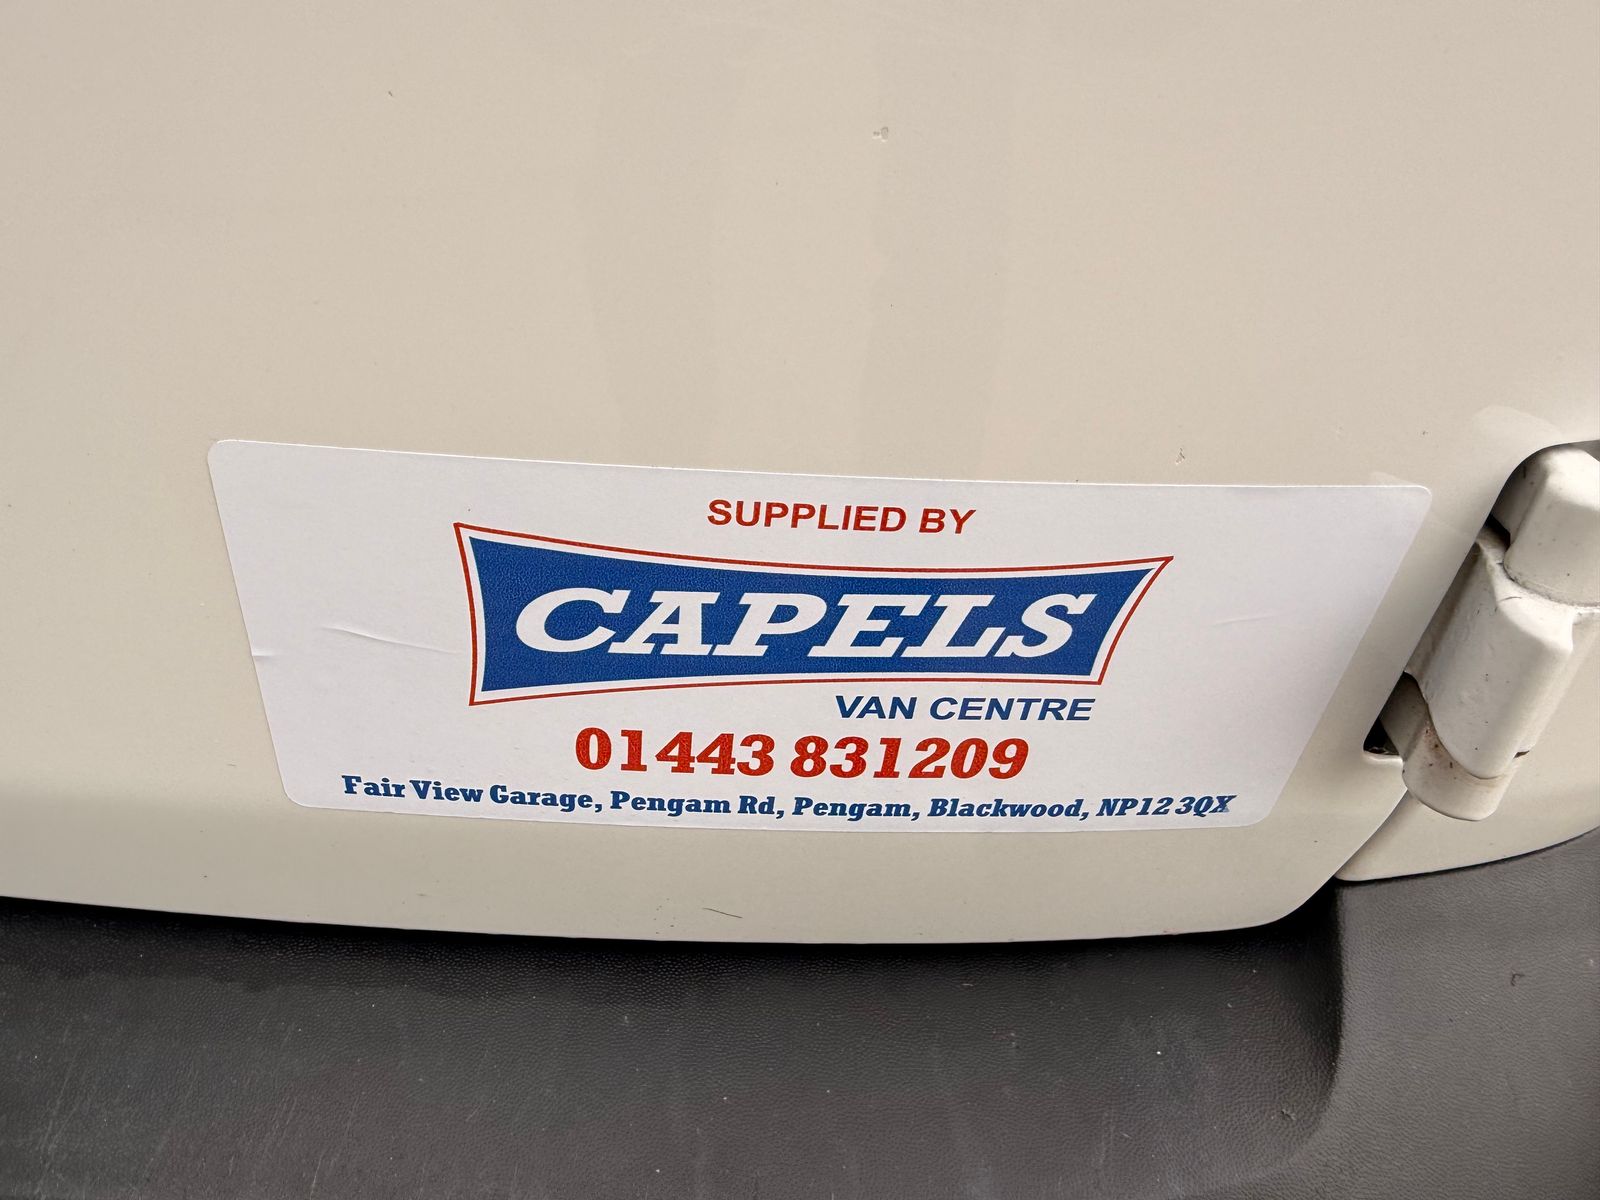 SUPPLIED BY
CAPELS
VAN CENTRE
01443 831209
Fair View Garage, Pengam Rd, Pengam, Blackwood, NP12 3QX